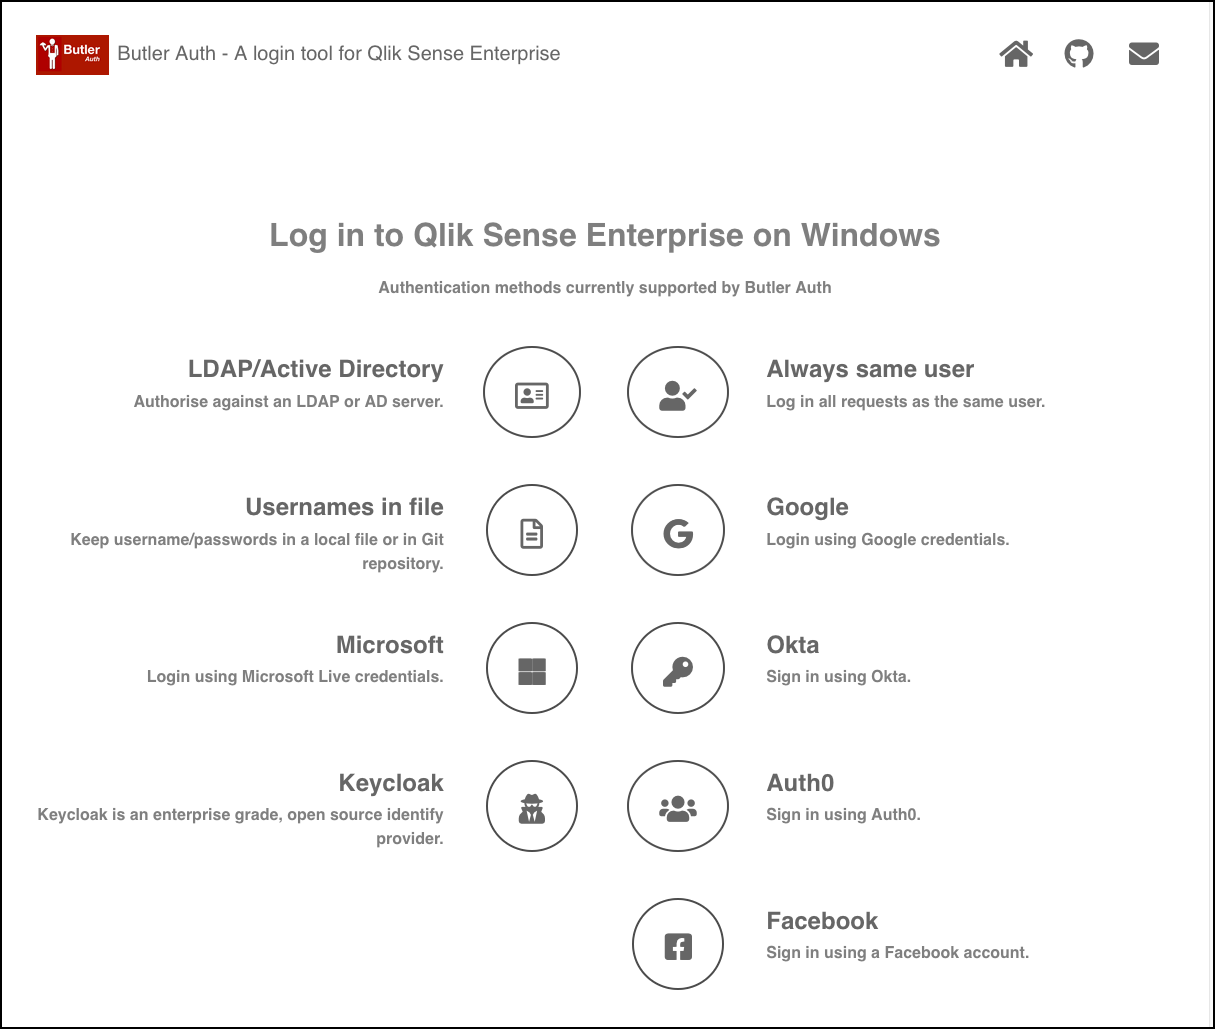 Butler
Auth
Butler Auth - A login tool for Qlik Sense Enterprise
Log in to Qlik Sense Enterprise on Windows
Authentication methods currently supported by Butler Auth
LDAP/Active Directory
Authorise against an LDAP or AD server.
Always same user
Log in all requests as the same user.
Usernames in file
Keep username/passwords in a local file or in Git
repository.
Google
Login using Google credentials.
Microsoft
Login using Microsoft Live credentials.
Okta
Sign in using Okta.
Keycloak
Keycloak is an enterprise grade, open source identify
provider.
Auth0
Sign in using Auth0.
Facebook
Sign in using a Facebook account.